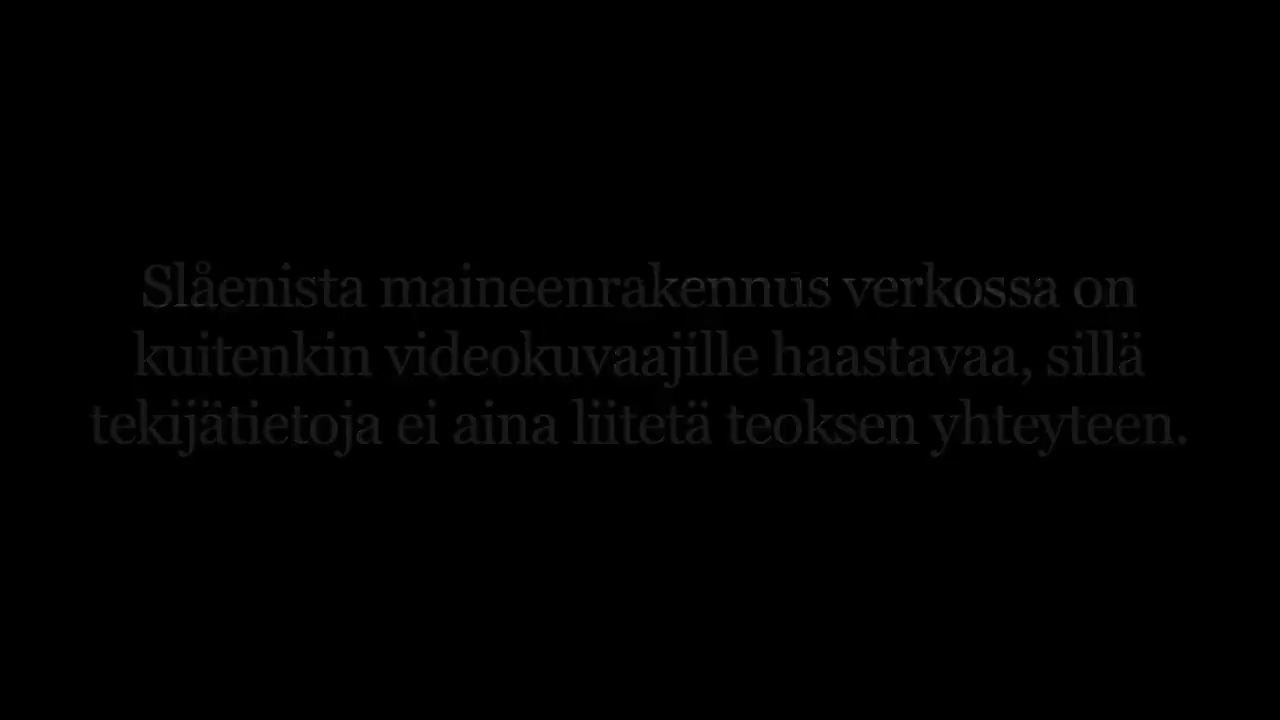 Slåenista maineenrakennus verkossa on
kuitenkin videokuvaajille haastavaa, sillä
tekijätietoja ei aina liitetä teoksen yhteyteen.